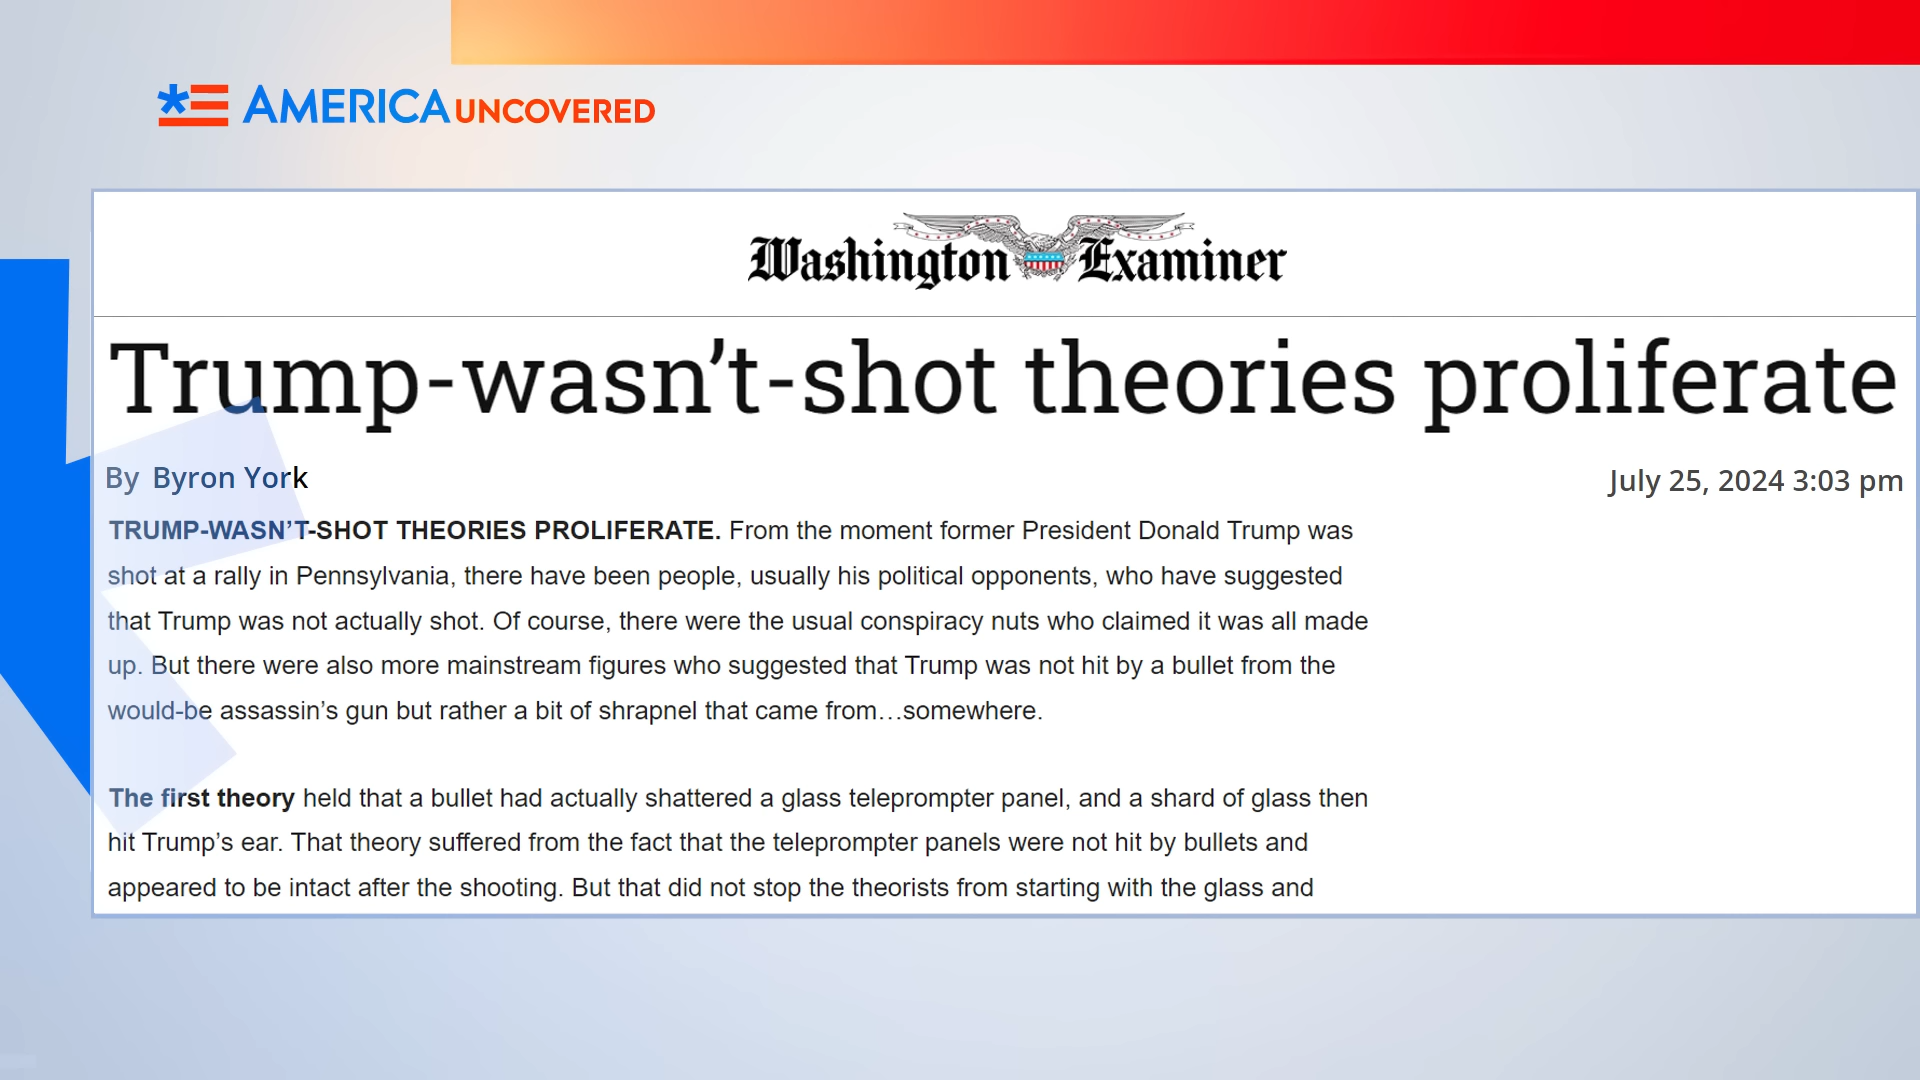 AMERICA UNCOVERED
Washington Examiner
Trump-wasn’t-shot theories proliferate
By Byron York
July 25, 2024 3:03 pm
TRUMP-WASN’T-SHOT THEORIES PROLIFERATE. From the moment former President Donald Trump was
shot at a rally in Pennsylvania, there have been people, usually his political opponents, who have suggested
that Trump was not actually shot. Of course, there were the usual conspiracy nuts who claimed it was all made
up. But there were also more mainstream figures who suggested that Trump was not hit by a bullet from the
would-be assassin’s gun but rather a bit of shrapnel that came from…somewhere.
The first theory held that a bullet had actually shattered a glass teleprompter panel, and a shard of glass then
hit Trump’s ear. That theory suffered from the fact that the teleprompter panels were not hit by bullets and
appeared to be intact after the shooting. But that did not stop the theorists from starting with the glass and